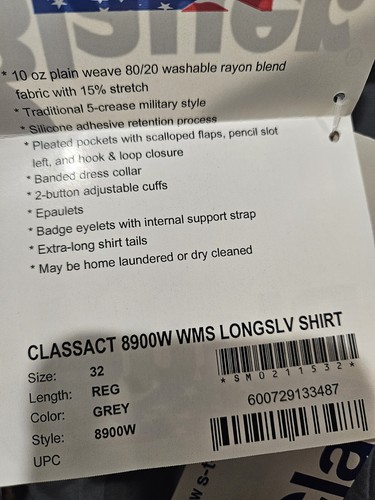 * 10 oz plain weave 80/20 washable rayon blend
fabric with 15% stretch
* Traditional 5-crease military style
* Silicone adhesive retention process
* Pleated pockets with scalloped flaps, pencil slot
left, and hook & loop closure
* Banded dress collar
* 2-button adjustable cuffs
* Epaulets
* Badge eyelets with internal support strap
* Extra-long shirt tails
* May be home laundered or dry cleaned
CLASSACT 8900W WMS LONGSLV SHIRT
Size: 32
Length: REG
Color: GREY
Style: 8900W
UPC
*SM0211532*
600729133487
ws-t
la